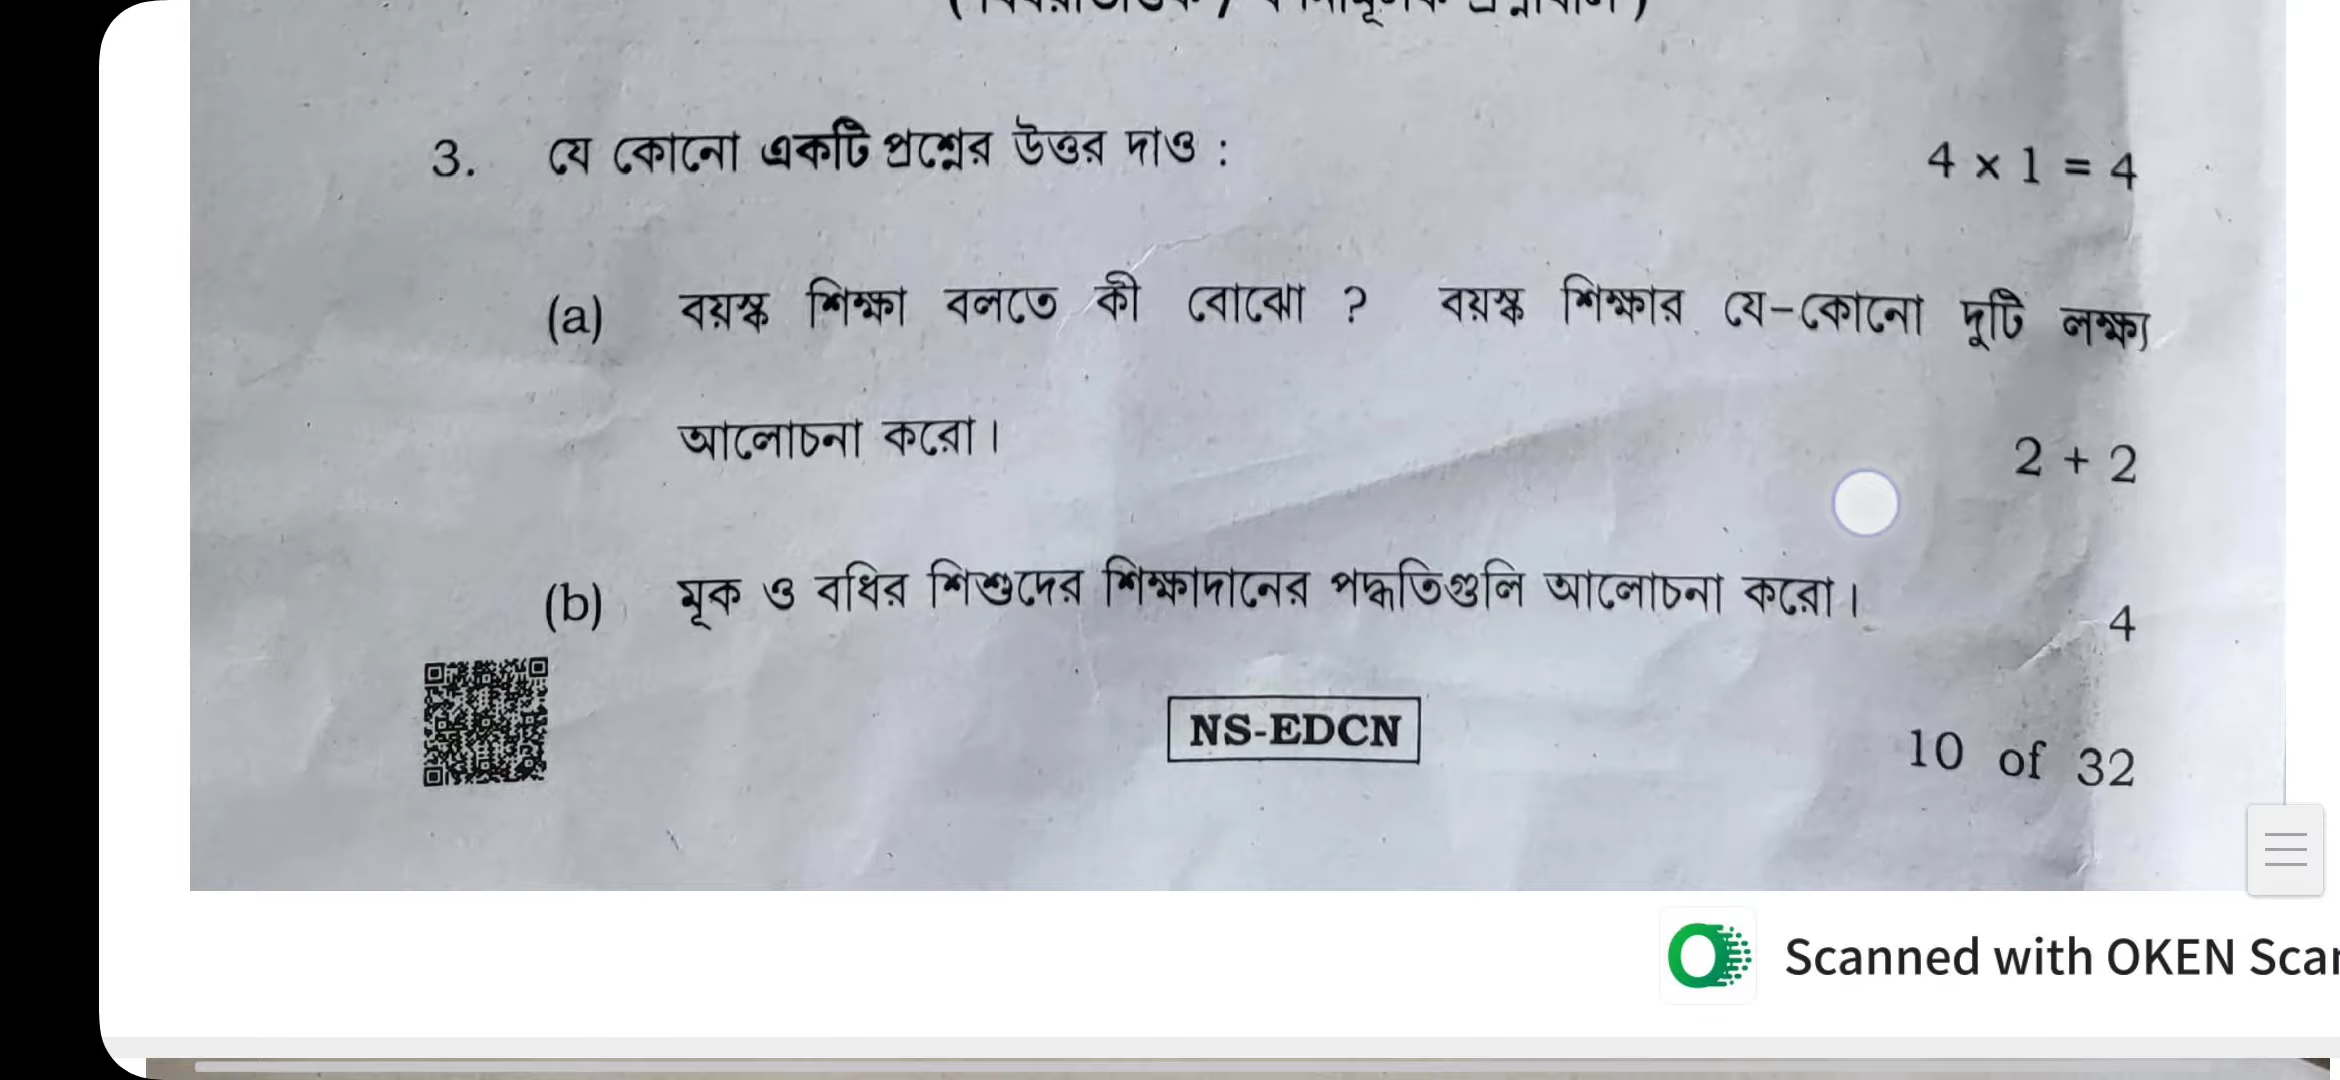 3. যে কোনো একটি প্রশ্নের উত্তর দাও : 4 × 1 = 4
(a) বয়স্ক শিক্ষা বলতে কী বোঝো ? বয়স্ক শিক্ষার যে-কোনো দুটি লক্ষ্য
আলোচনা করো। 2 + 2
(b) মূক ও বধির শিশুদের শিক্ষাদানের পদ্ধতিগুলি আলোচনা করো। 4
NS-EDCN 10 of 32
Scanned with OKEN